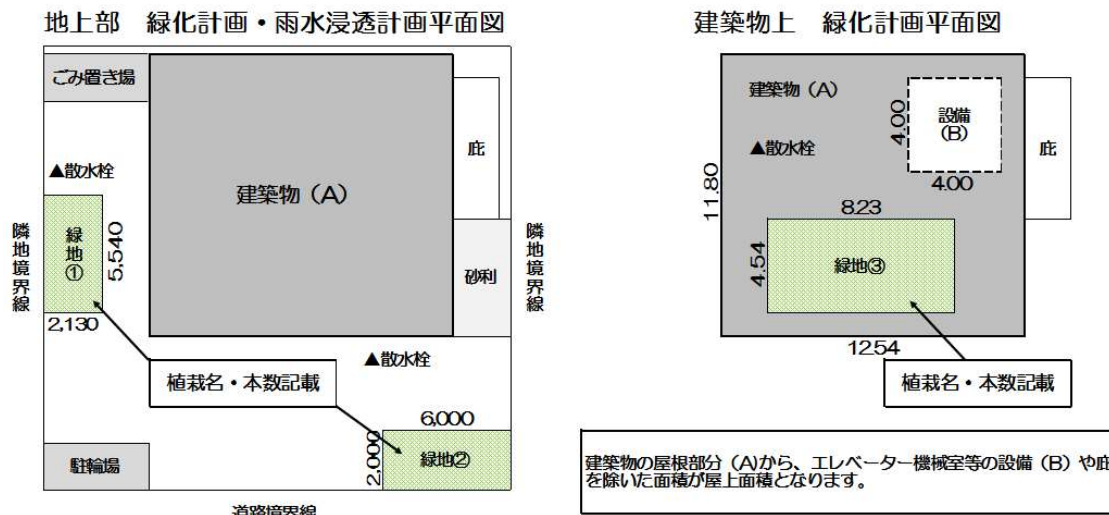 地上部　緑化計画・雨水浸透計画平面図
ごみ置き場
▲散水栓
緑地①
5,540
2,130
隣地境界線
建築物（A）
庇
砂利
隣地境界線
▲散水栓
植栽名・本数記載
6,000
2,000
緑地②
駐輪場
道路境界線
建築物上　緑化計画平面図
建築物（A）
▲散水栓
設備
（B）
4.00
4.00
庇
11.80
8.23
4.54
緑地③
12.54
植栽名・本数記載
建築物の屋根部分（A)から、エレベーター機械室等の設備（B）や庇
を除いた面積が屋上面積となります。